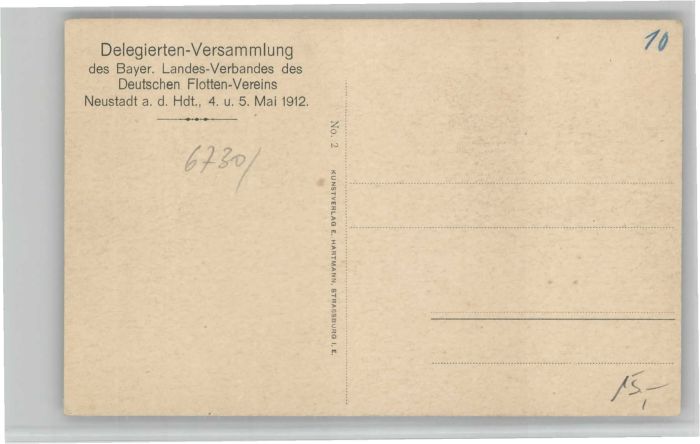 Delegierten-Versammlung
des Bayer. Landes-Verbandes des
Deutschen Flotten-Vereins
Neustadt a. d. Hdt., 4. u. 5. Mai 1912.
6730/
No. 2 KUNSTVERLAG E. HARTMANN, STRASSBURG I. E.
10
15,-